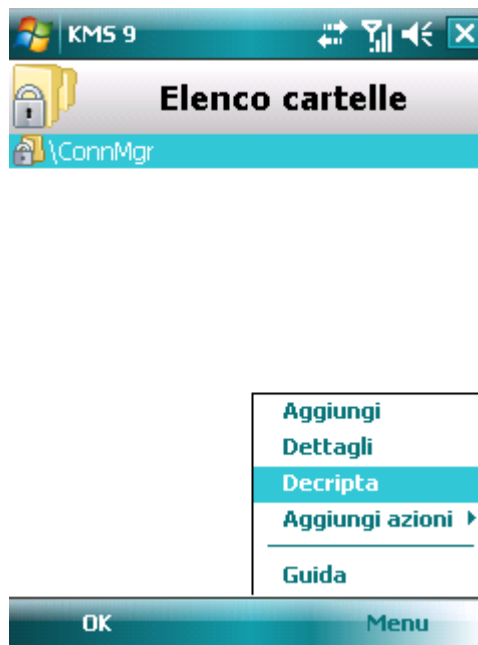 KMS 9
Elenco cartelle
\ConnMgr
Aggiungi
Dettagli
Decripta
Aggiungi azioni
Guida
OK Menu